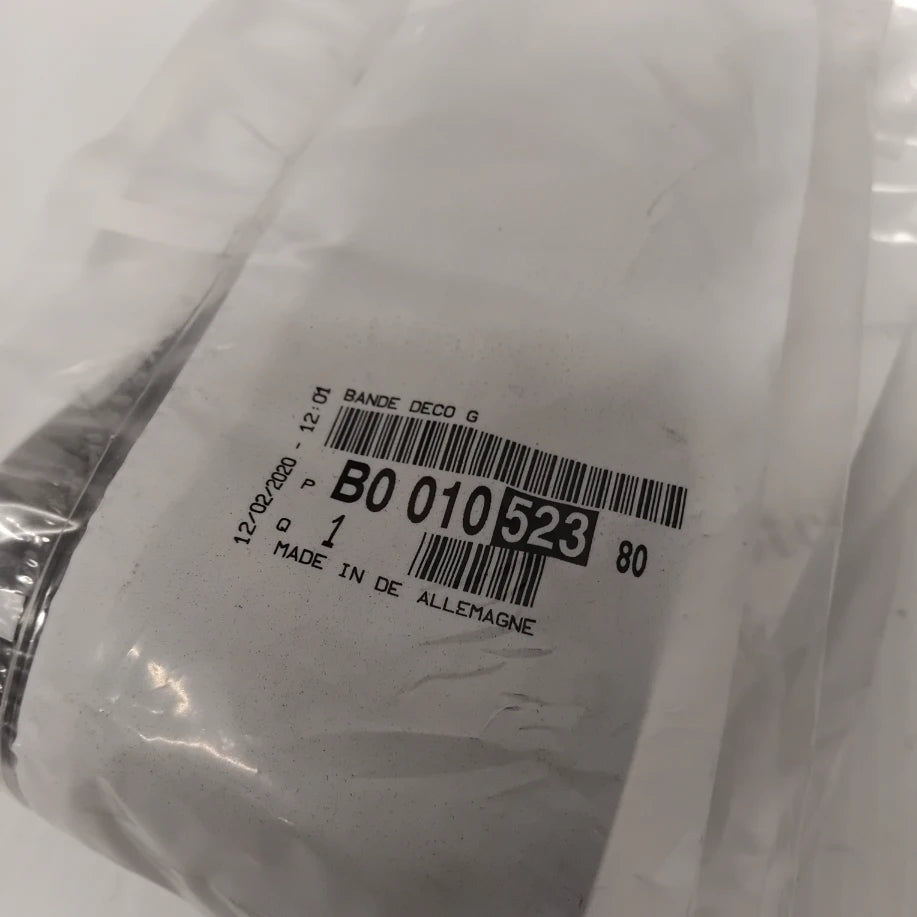 BANDE DECO G
12/02/2020 - 12:01
P B0 010 523 80
Q 1
MADE IN DE ALLEMAGNE